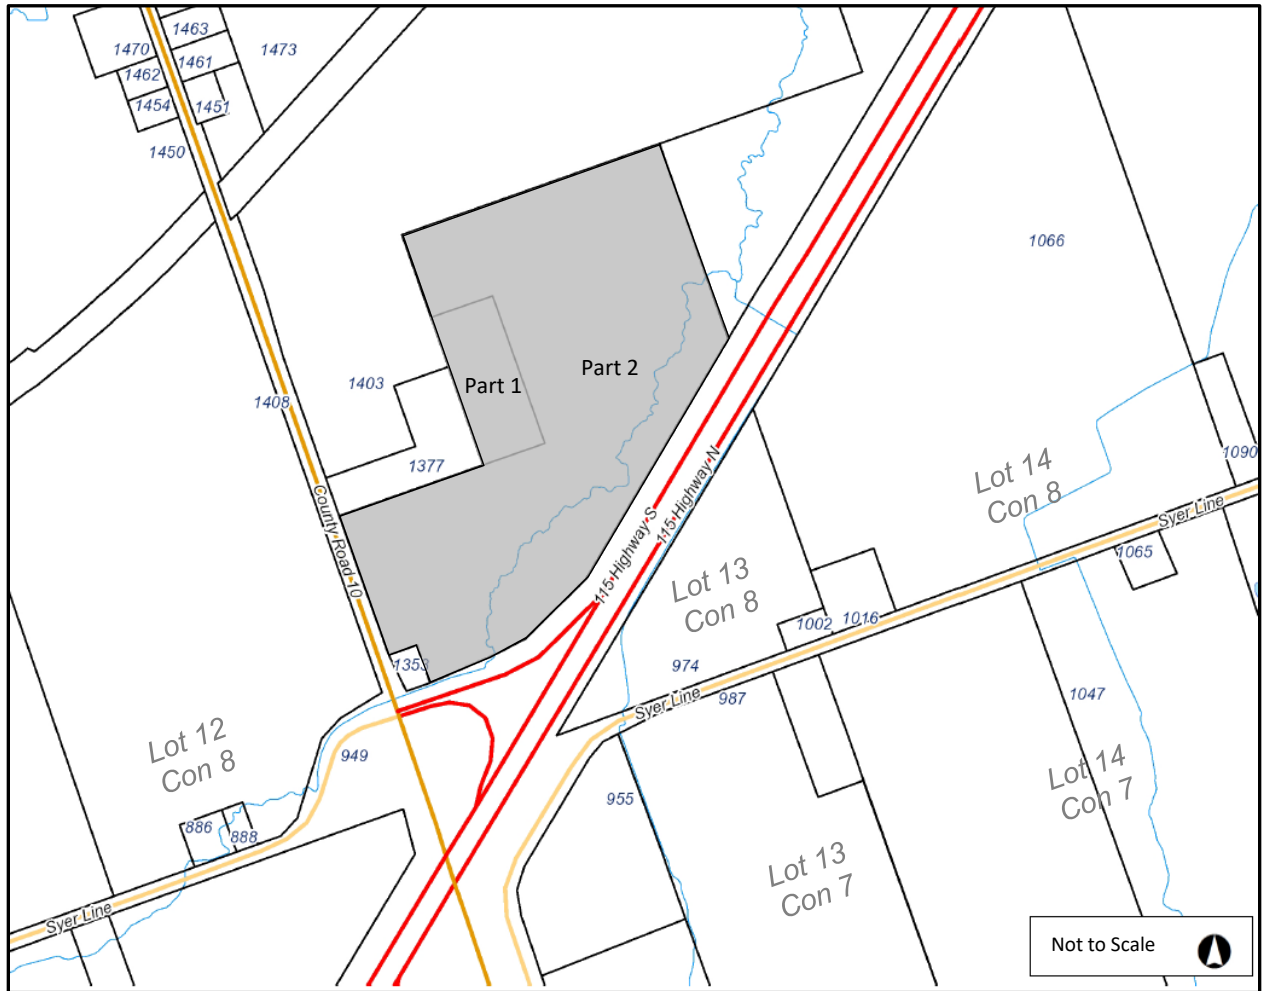 1463
1470
1473
1461
1462
1454
1451
1450
1066
Part 2
1403
Part 1
1408
1377
1090
Lot 14
Con 8
County Road 10
115 Highway S
115 Highway N
Syer Line
1065
Lot 13
Con 8
1002
1016
1353
974
987
Syer Line
1047
Lot 12
Con 8
949
Lot 14
Con 7
955
886
888
Lot 13
Con 7
Syer Line
Not to Scale